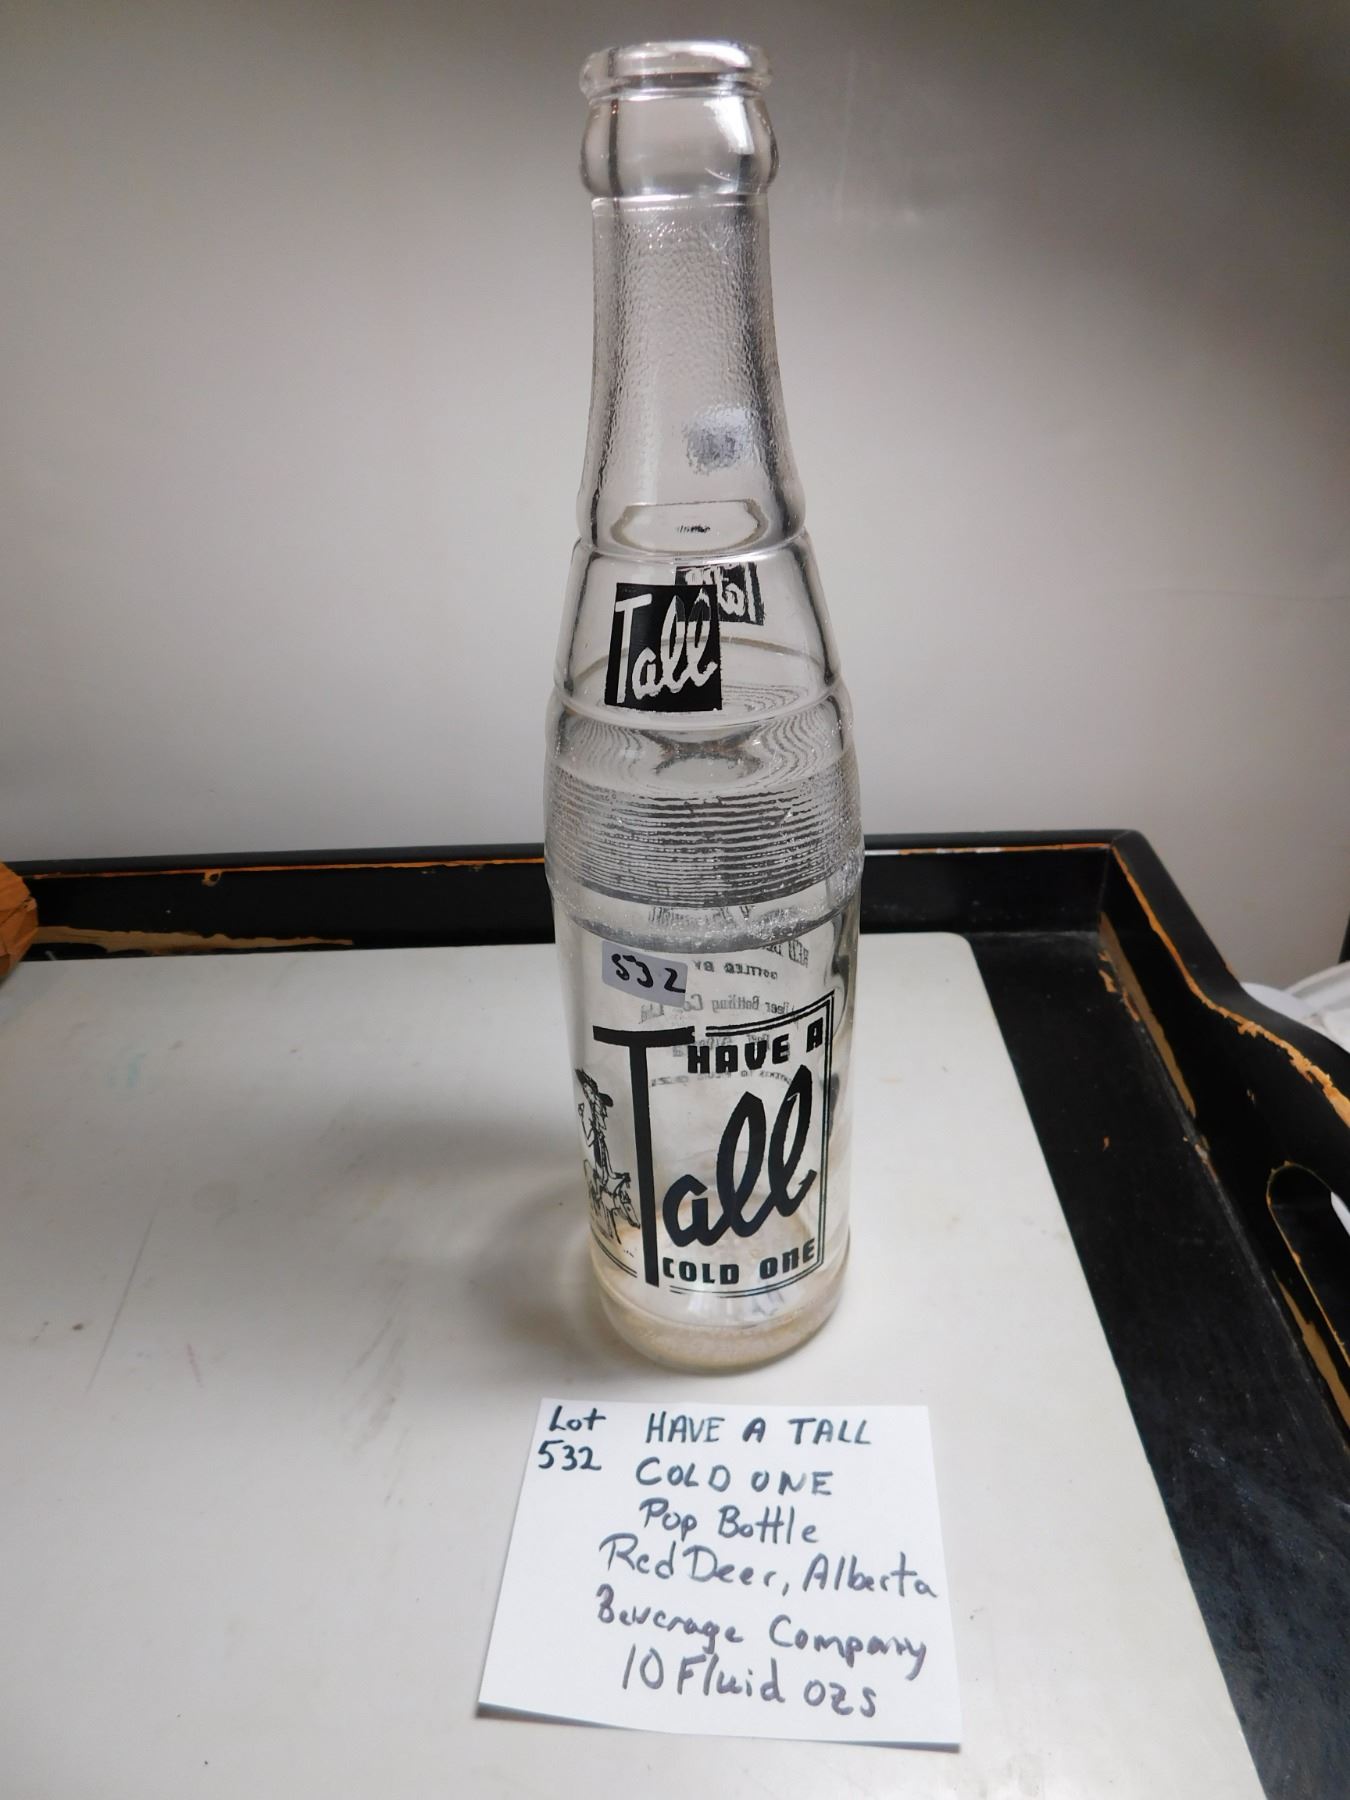 Tall
532
HAVE A
Tall
COLD ONE
Lot
532
HAVE A TALL
COLD ONE
Pop Bottle
Red Deer, Alberta
Beverage Company
10 Fluid ozs